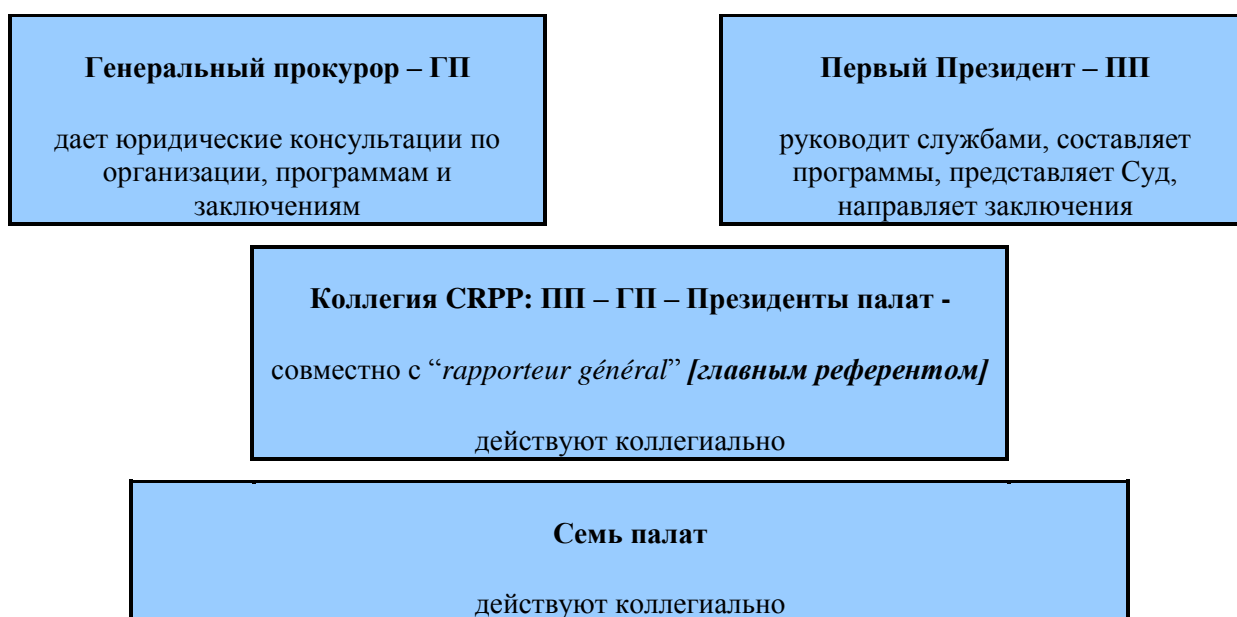 Генеральный прокурор – ГП
дает юридические консультации по
организации, программам и
заключениям
Первый Президент – ПП
руководит службами, составляет
программы, представляет Суд,
направляет заключения
Коллегия CRPP: ПП – ГП – Президенты палат -
совместно с “rapporteur général” [главным референтом]
действуют коллегиально
Семь палат
действуют коллегиально